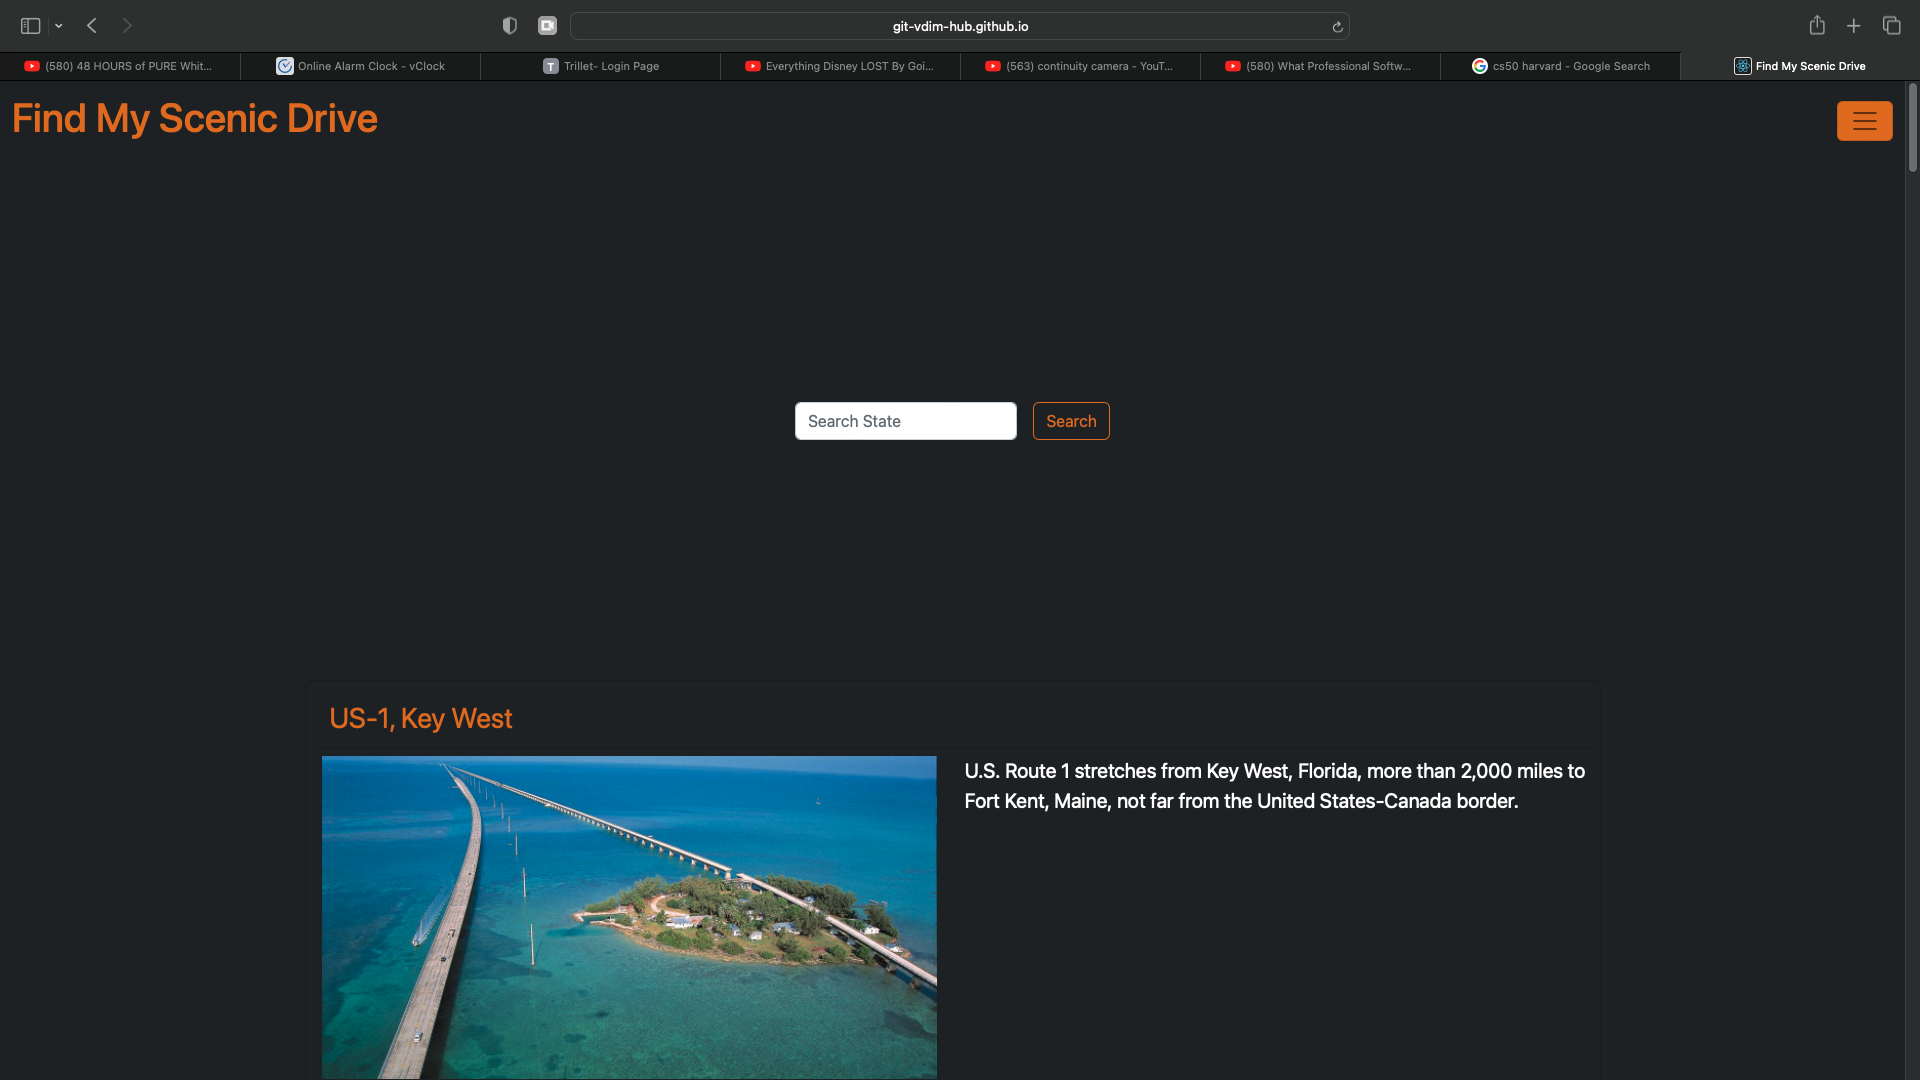 git-vdim-hub.github.io
(580) 48 HOURS of PURE Whit...
Online Alarm Clock - vClock
T Trillet- Login Page
Everything Disney LOST By Goi...
(563) continuity camera - YouT...
(580) What Professional Softw...
G cs50 harvard - Google Search
Find My Scenic Drive
Find My Scenic Drive
Search State
Search
US-1, Key West
U.S. Route 1 stretches from Key West, Florida, more than 2,000 miles to
Fort Kent, Maine, not far from the United States-Canada border.